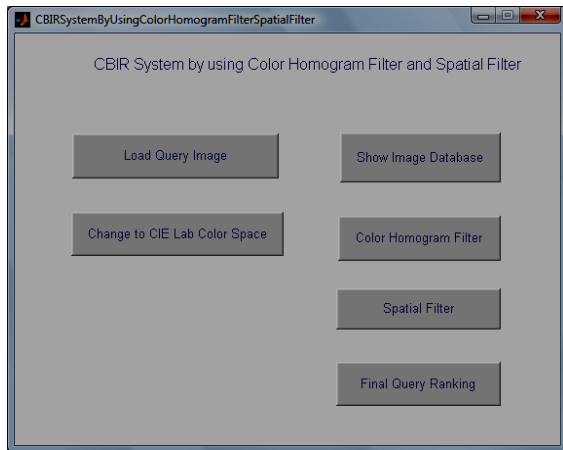 CBIRSystemByUsingColorHomogramFilterSpatialFilter
CBIR System by using Color Homogram Filter and Spatial Filter
Load Query Image
Show Image Database
Change to CIE Lab Color Space
Color Homogram Filter
Spatial Filter
Final Query Ranking